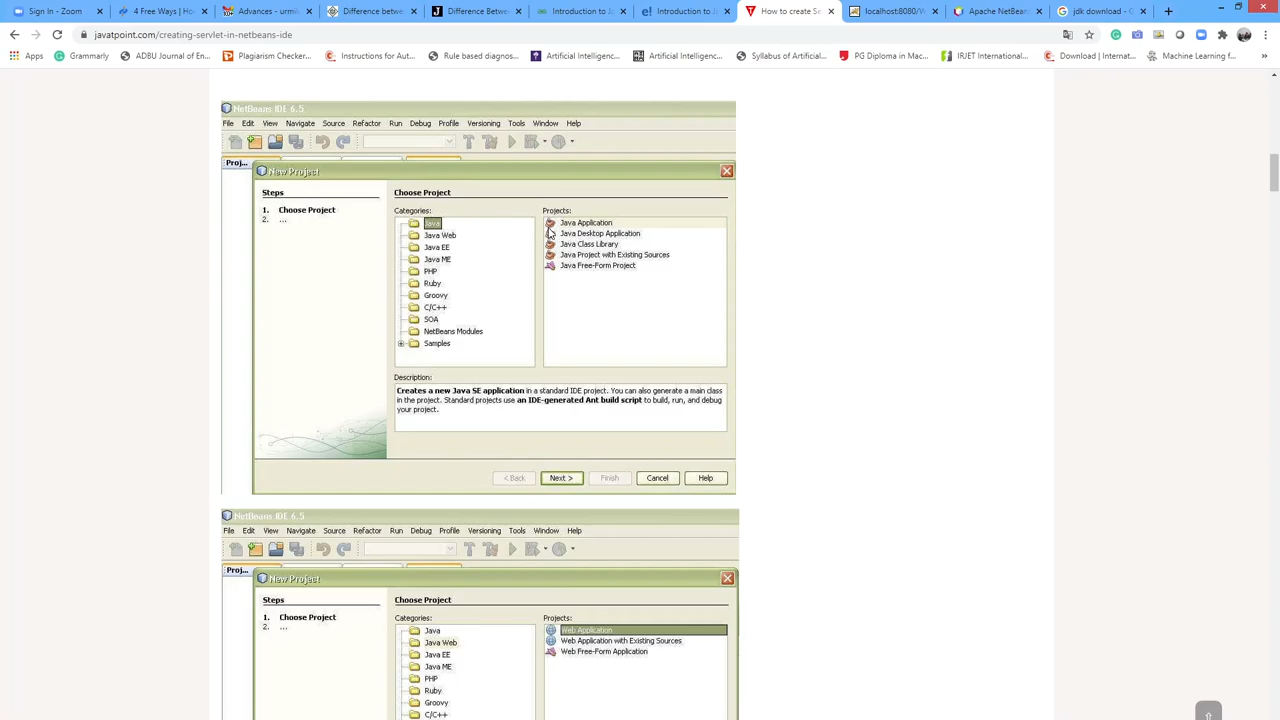 Sign In - Zoom
4 Free Ways | Ho
Advances - urmil
Difference betwe
Difference Betwe
Introduction to Ja
Introduction to J
How to create Se
localhost:8080/W
Apache NetBean
jdk download - G
javatpoint.com/creating-servlet-in-netbeans-ide
Apps
Grammarly
ADBU Journal of En...
Plagiarism Checker...
Instructions for Aut...
Rule based diagnos...
Artificial Intelligenc...
Artificial Intelligenc...
Syllabus of Artificial...
PG Diploma in Mac...
IRJET International...
Download | Internat...
Machine Learning f
NetBeans IDE 6.5
File Edit View Navigate Source Refactor Run Debug Profile Versioning Tools Window Help
Proj...
New Project
Steps
1. Choose Project
2. ...
Choose Project
Categories:
Java
Java Web
Java EE
Java ME
PHP
Ruby
Groovy
C/C++
SOA
NetBeans Modules
Samples
Projects:
Java Application
Java Desktop Application
Java Class Library
Java Project with Existing Sources
Java Free-Form Project
Description:
Creates a new Java SE application in a standard IDE project. You can also generate a main class
in the project. Standard projects use an IDE-generated Ant build script to build, run, and debug
your project.
< Back
Next >
Finish
Cancel
Help
NetBeans IDE 6.5
File Edit View Navigate Source Refactor Run Debug Profile Versioning Tools Window Help
Proj...
New Project
Steps
1. Choose Project
2. ...
Choose Project
Categories:
Java
Java Web
Java EE
Java ME
PHP
Ruby
Groovy
C/C++
Projects:
Web Application
Web Application with Existing Sources
Web Free-Form Application